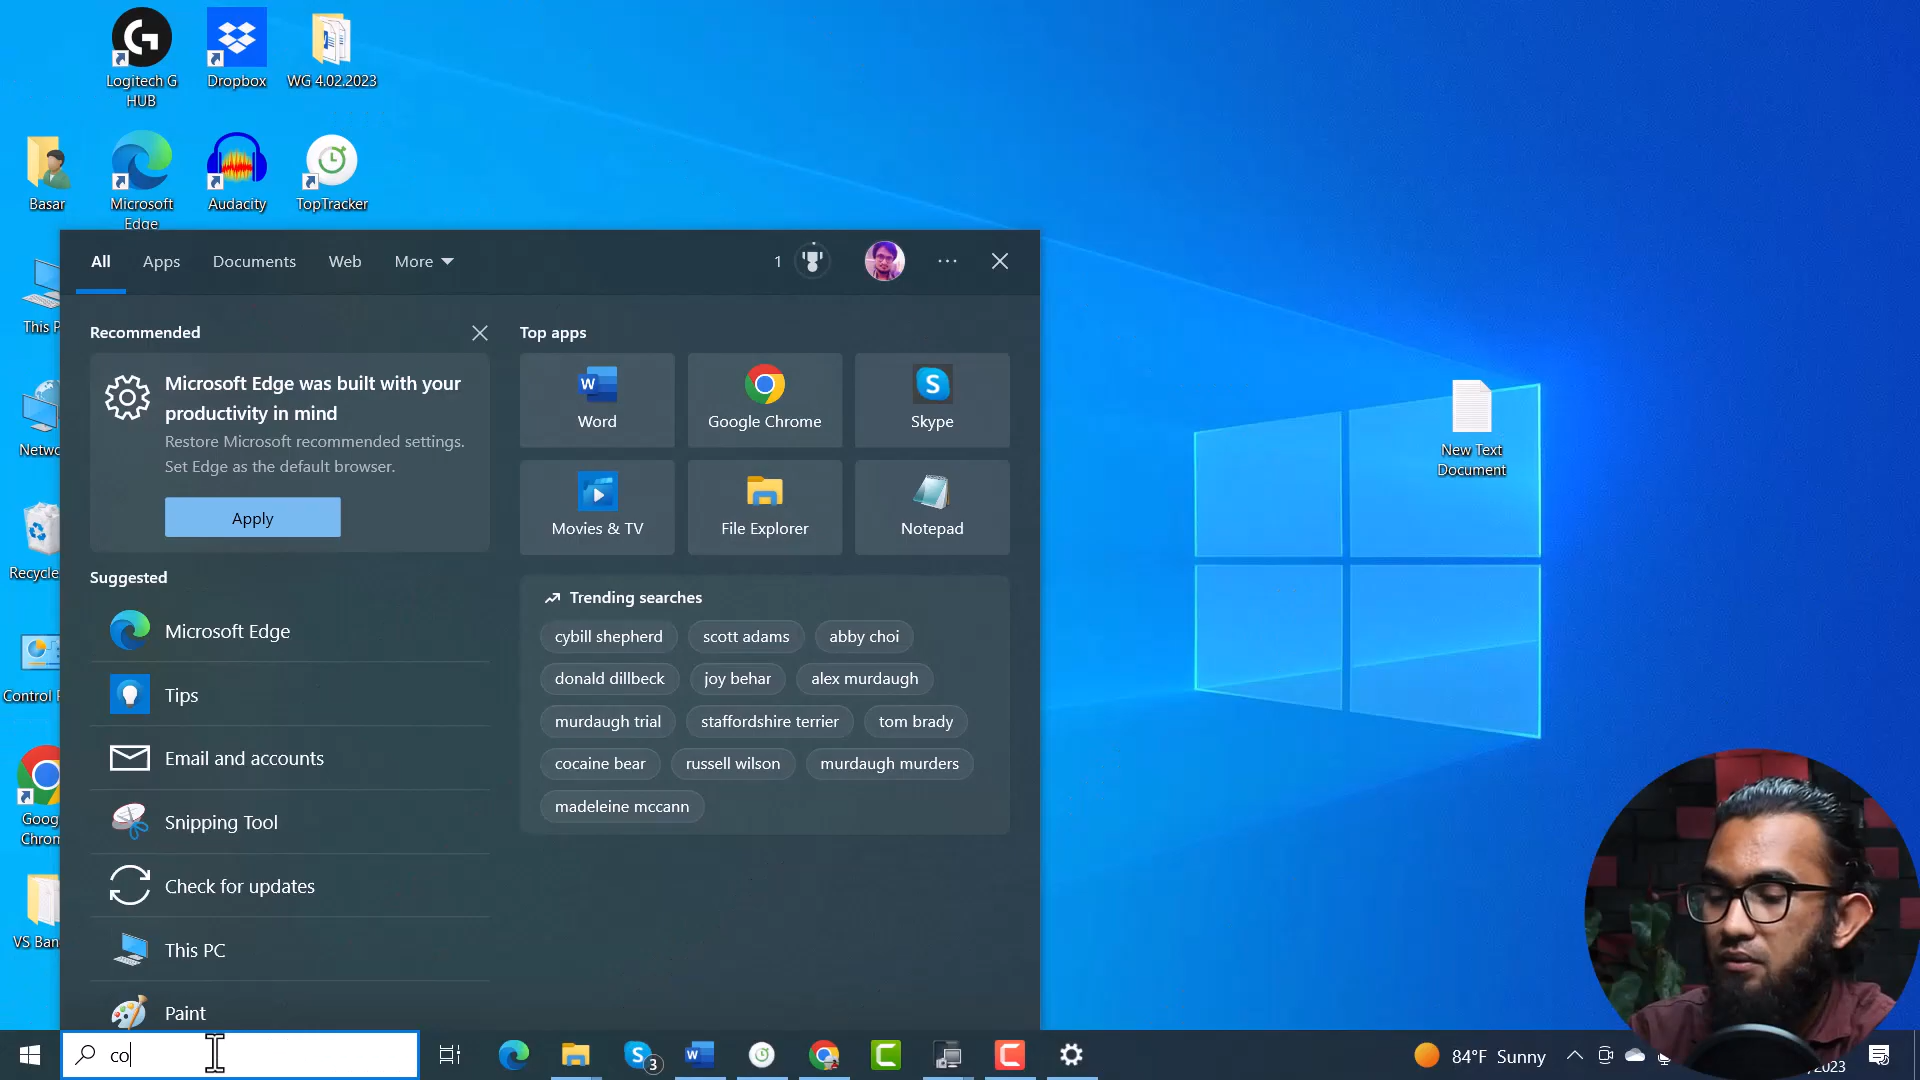 Logitech G
HUB
Dropbox
WG 4.02.2023
Basar
Microsoft
Edge
Audacity
TopTracker
This P
Netwo
Recycle
Control P
Goog
Chrom
VS Ban
All
Apps
Documents
Web
More
1
Recommended
Microsoft Edge was built with your
productivity in mind
Restore Microsoft recommended settings.
Set Edge as the default browser.
Apply
Suggested
Microsoft Edge
Tips
Email and accounts
Snipping Tool
Check for updates
This PC
Paint
Top apps
Word
Google Chrome
Skype
Movies & TV
File Explorer
Notepad
Trending searches
cybill shepherd
scott adams
abby choi
donald dillbeck
joy behar
alex murdaugh
murdaugh trial
staffordshire terrier
tom brady
cocaine bear
russell wilson
murdaugh murders
madeleine mccann
New Text
Document
co
3
84°F Sunny
/2023